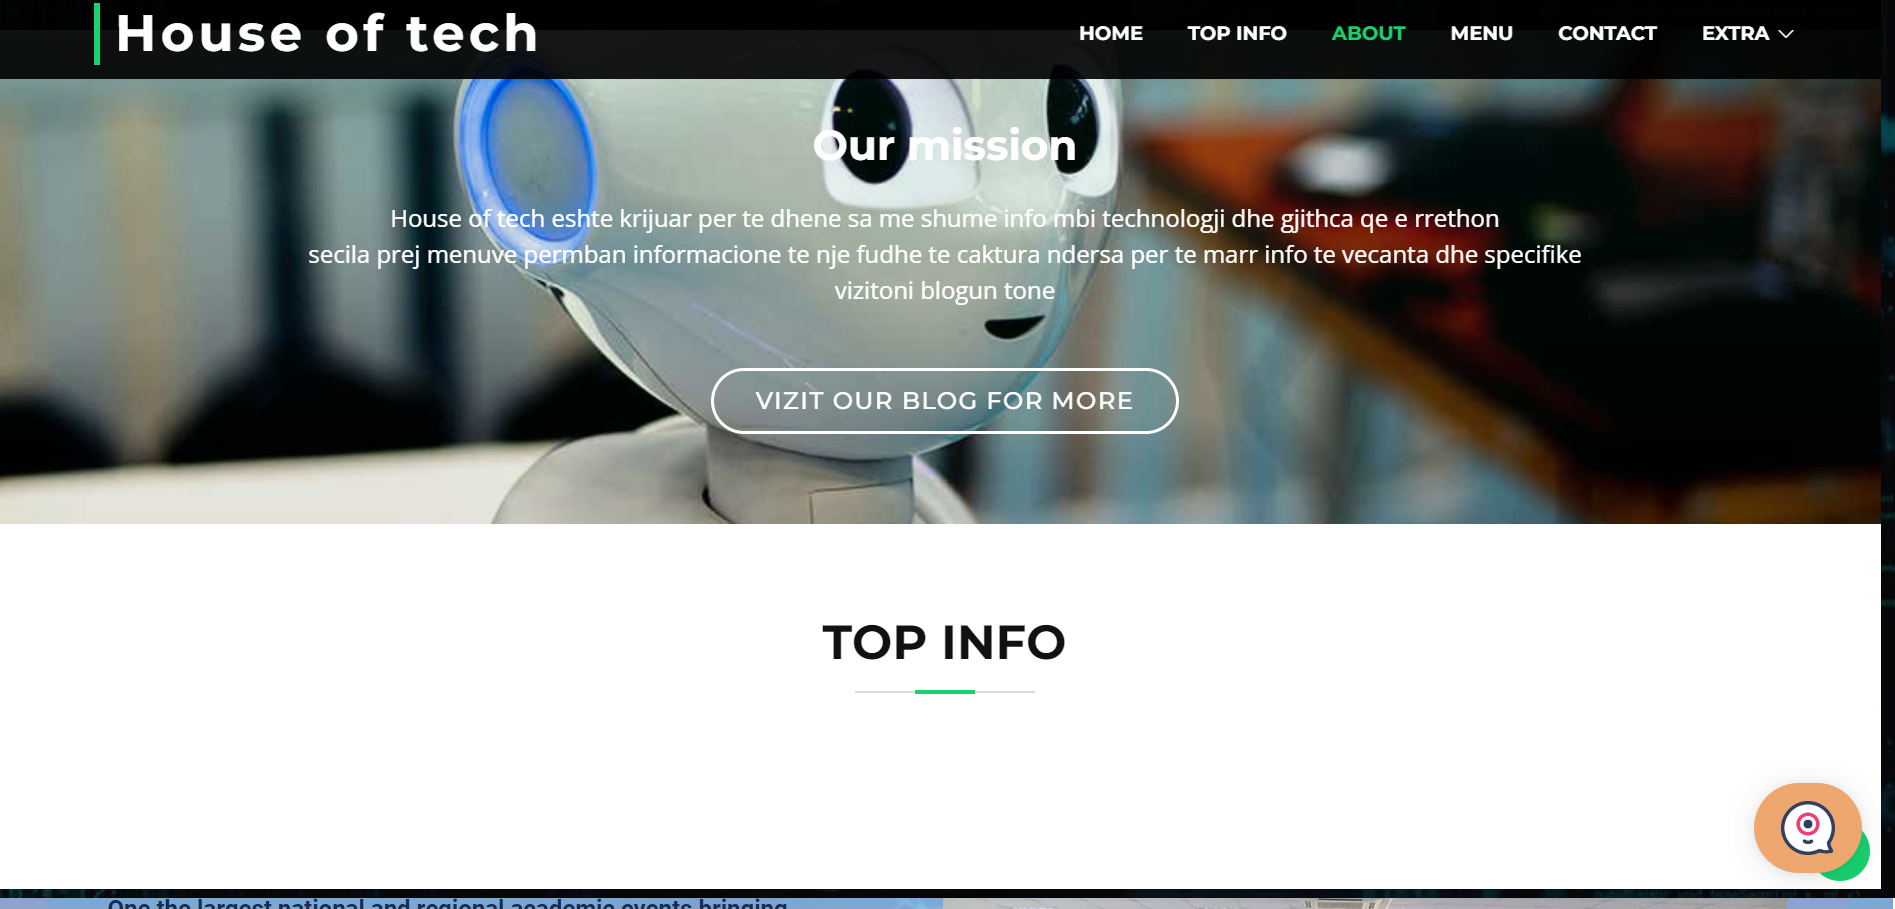 House of tech
HOME TOP INFO ABOUT MENU CONTACT EXTRA
Our mission
House of tech eshte krijuar per te dhene sa me shume info mbi technologji dhe gjithca qe e rrethon
secila prej menuve permban informacione te nje fudhe te caktura ndersa per te marr info te vecanta dhe specifike
vizitoni blogun tone
VIZIT OUR BLOG FOR MORE
TOP INFO
One the largest national and regional academic events bringing